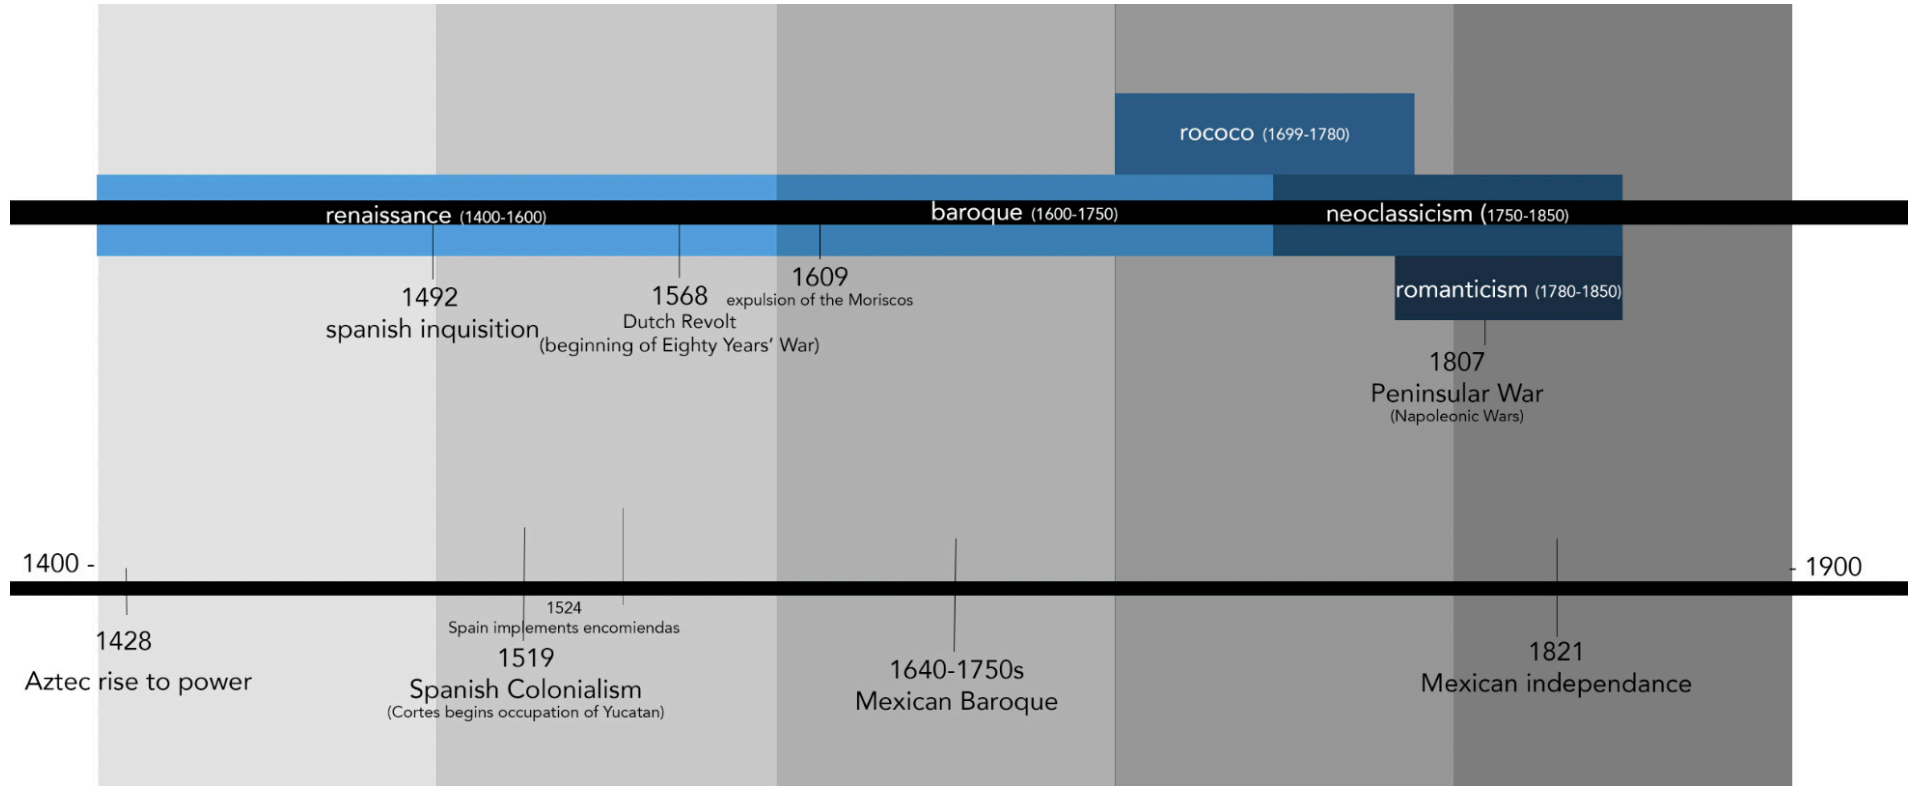 rococo (1699-1780)
renaissance (1400-1600)
baroque (1600-1750)
neoclassicism (1750-1850)
romanticism (1780-1850)
1492
spanish inquisition
1568
Dutch Revolt
(beginning of Eighty Years’ War)
1609
expulsion of the Moriscos
1807
Peninsular War
(Napoleonic Wars)
1400 -
- 1900
1428
Aztec rise to power
1524
Spain implements encomiendas
1519
Spanish Colonialism
(Cortes begins occupation of Yucatan)
1640-1750s
Mexican Baroque
1821
Mexican independance